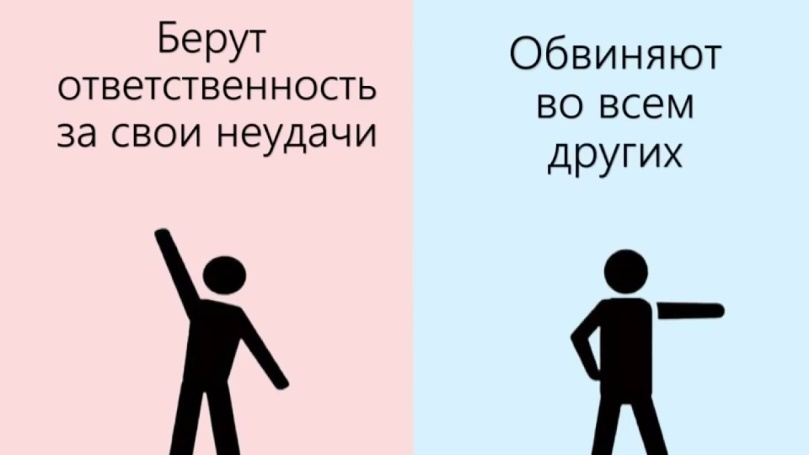 Берут
ответственность
за свои неудачи
Обвиняют
во всем
других